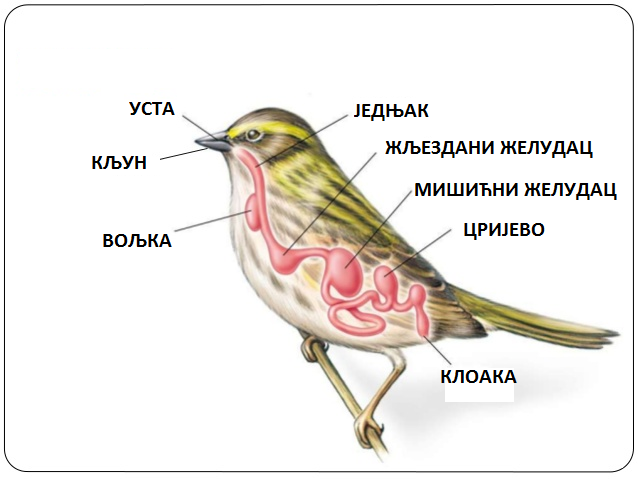 УСТА
ЈЕДЊАК
ЖЉЕЗДАНИ ЖЕЛУДАЦ
КЉУН
МИШИЋНИ ЖЕЛУДАЦ
ЦРИЈЕВО
ВОЉКА
КЛОАКА